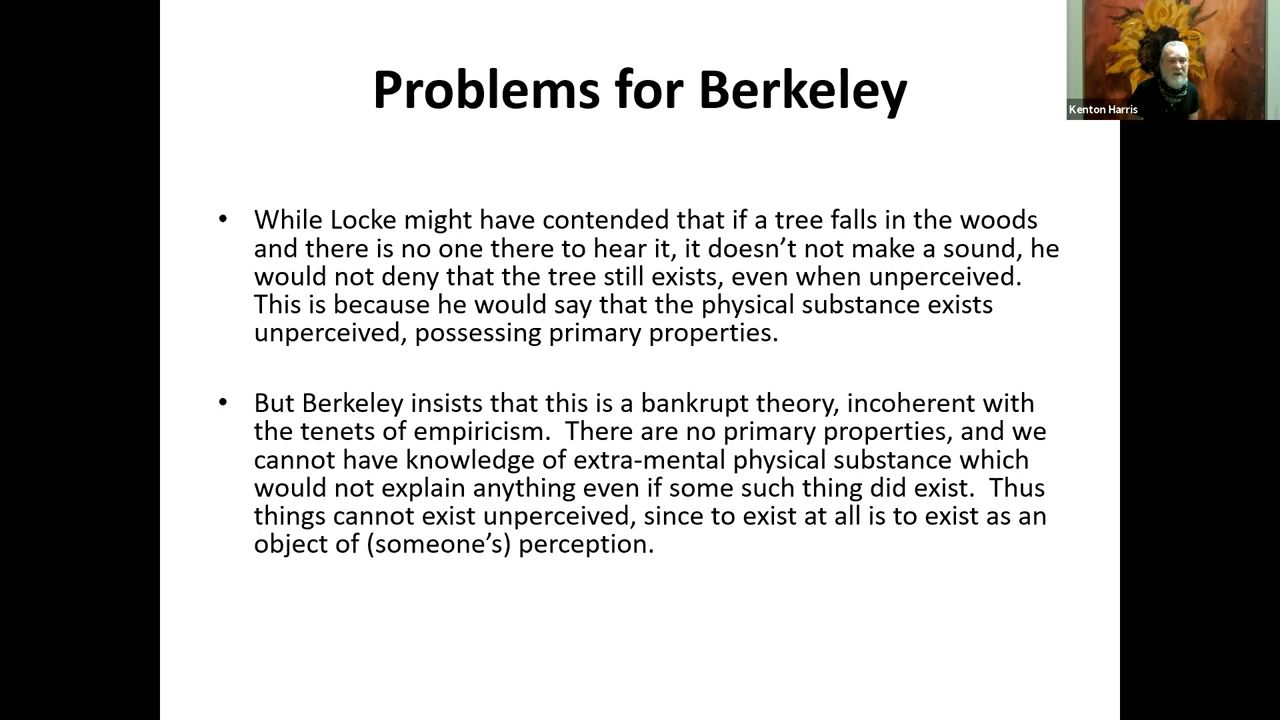 Problems for Berkeley
Kenton Harris
• While Locke might have contended that if a tree falls in the woods
and there is no one there to hear it, it doesn’t not make a sound, he
would not deny that the tree still exists, even when unperceived.
This is because he would say that the physical substance exists
unperceived, possessing primary properties.
• But Berkeley insists that this is a bankrupt theory, incoherent with
the tenets of empiricism.  There are no primary properties, and we
cannot have knowledge of extra-mental physical substance which
would not explain anything even if some such thing did exist.  Thus
things cannot exist unperceived, since to exist at all is to exist as an
object of (someone’s) perception.